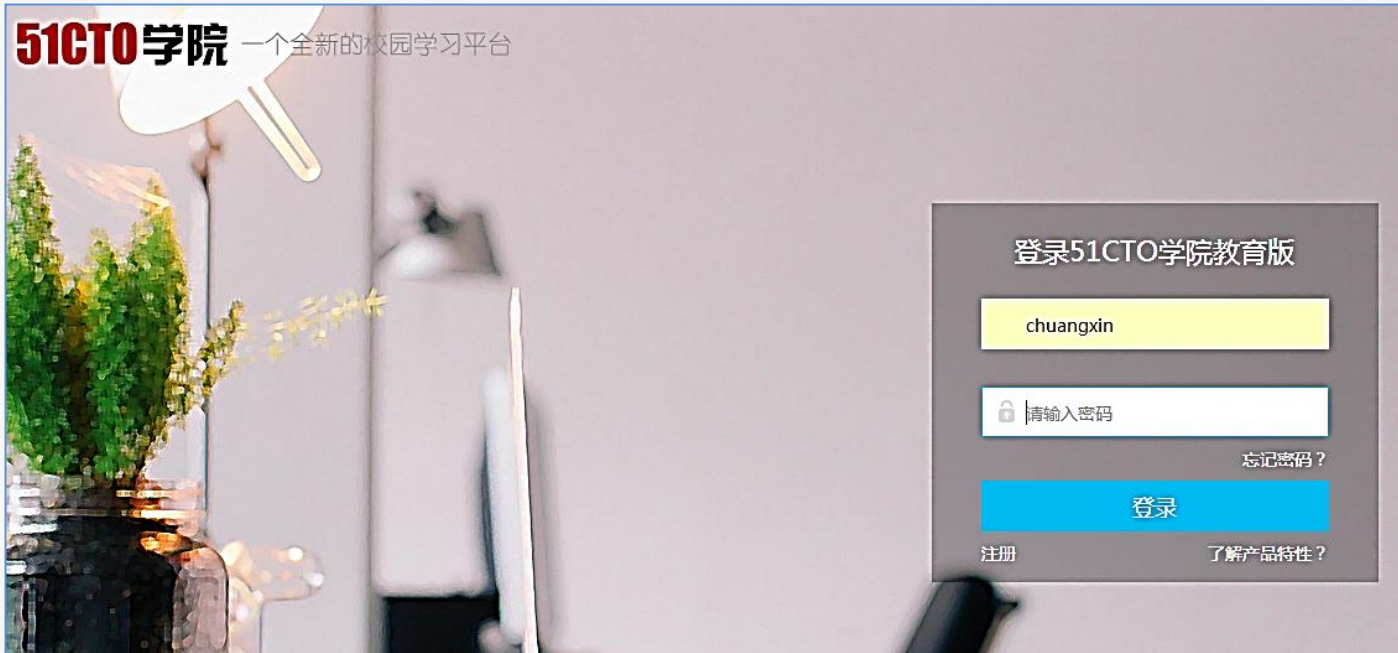 51CTO学院 一个全新的校园学习平台
登录51CTO学院教育版
chuangxin
请输入密码
忘记密码？
登录
注册 了解产品特性？